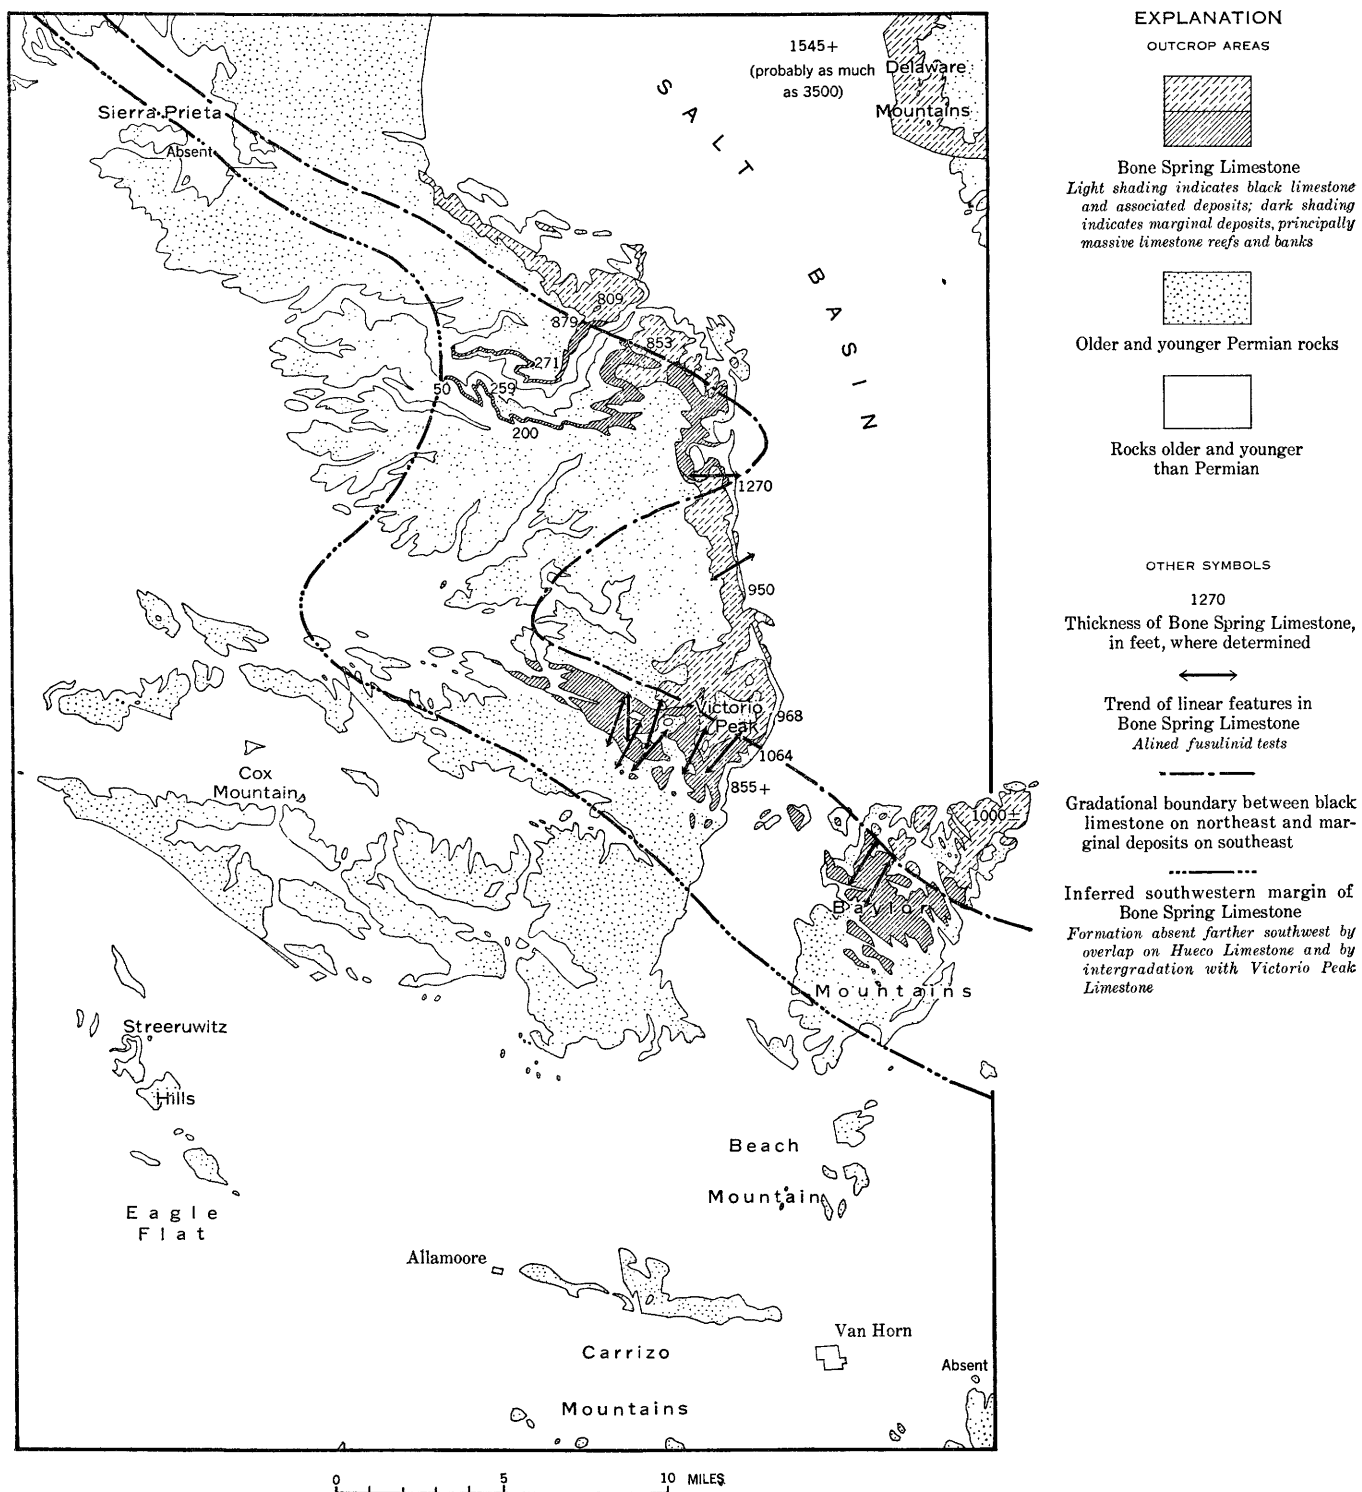 1545+
(probably as much
as 3500)
Delaware
Mountains
SALT
BASIN
Sierra Prieta
Absent
809
879
853
271
50
259
200
1270
950
Victorio
Peak
968
1064
855+
Cox
Mountain
1000±
Baylor
Mountains
Streeruwitz
Hills
Eagle
Flat
Beach
Mountain
Allamoore
Van Horn
Carrizo
Mountains
Absent
0 5 10 MILES
EXPLANATION
OUTCROP AREAS
Bone Spring Limestone
Light shading indicates black limestone
and associated deposits; dark shading
indicates marginal deposits, principally
massive limestone reefs and banks
Older and younger Permian rocks
Rocks older and younger
than Permian
OTHER SYMBOLS
1270
Thickness of Bone Spring Limestone,
in feet, where determined
Trend of linear features in
Bone Spring Limestone
Alined fusulinid tests
Gradational boundary between black
limestone on northeast and mar-
ginal deposits on southeast
Inferred southwestern margin of
Bone Spring Limestone
Formation absent farther southwest by
overlap on Hueco Limestone and by
intergradation with Victorio Peak
Limestone